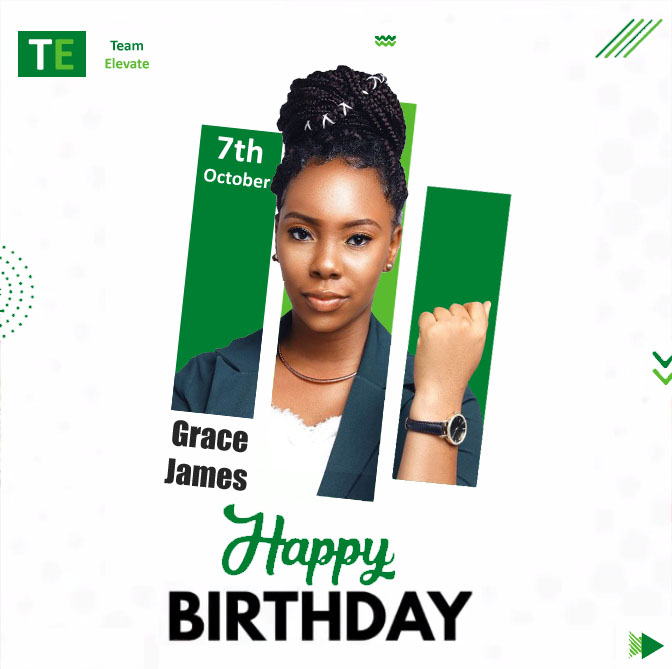 TE
Team
Elevate
7th
October
Grace
James
Happy
BIRTHDAY